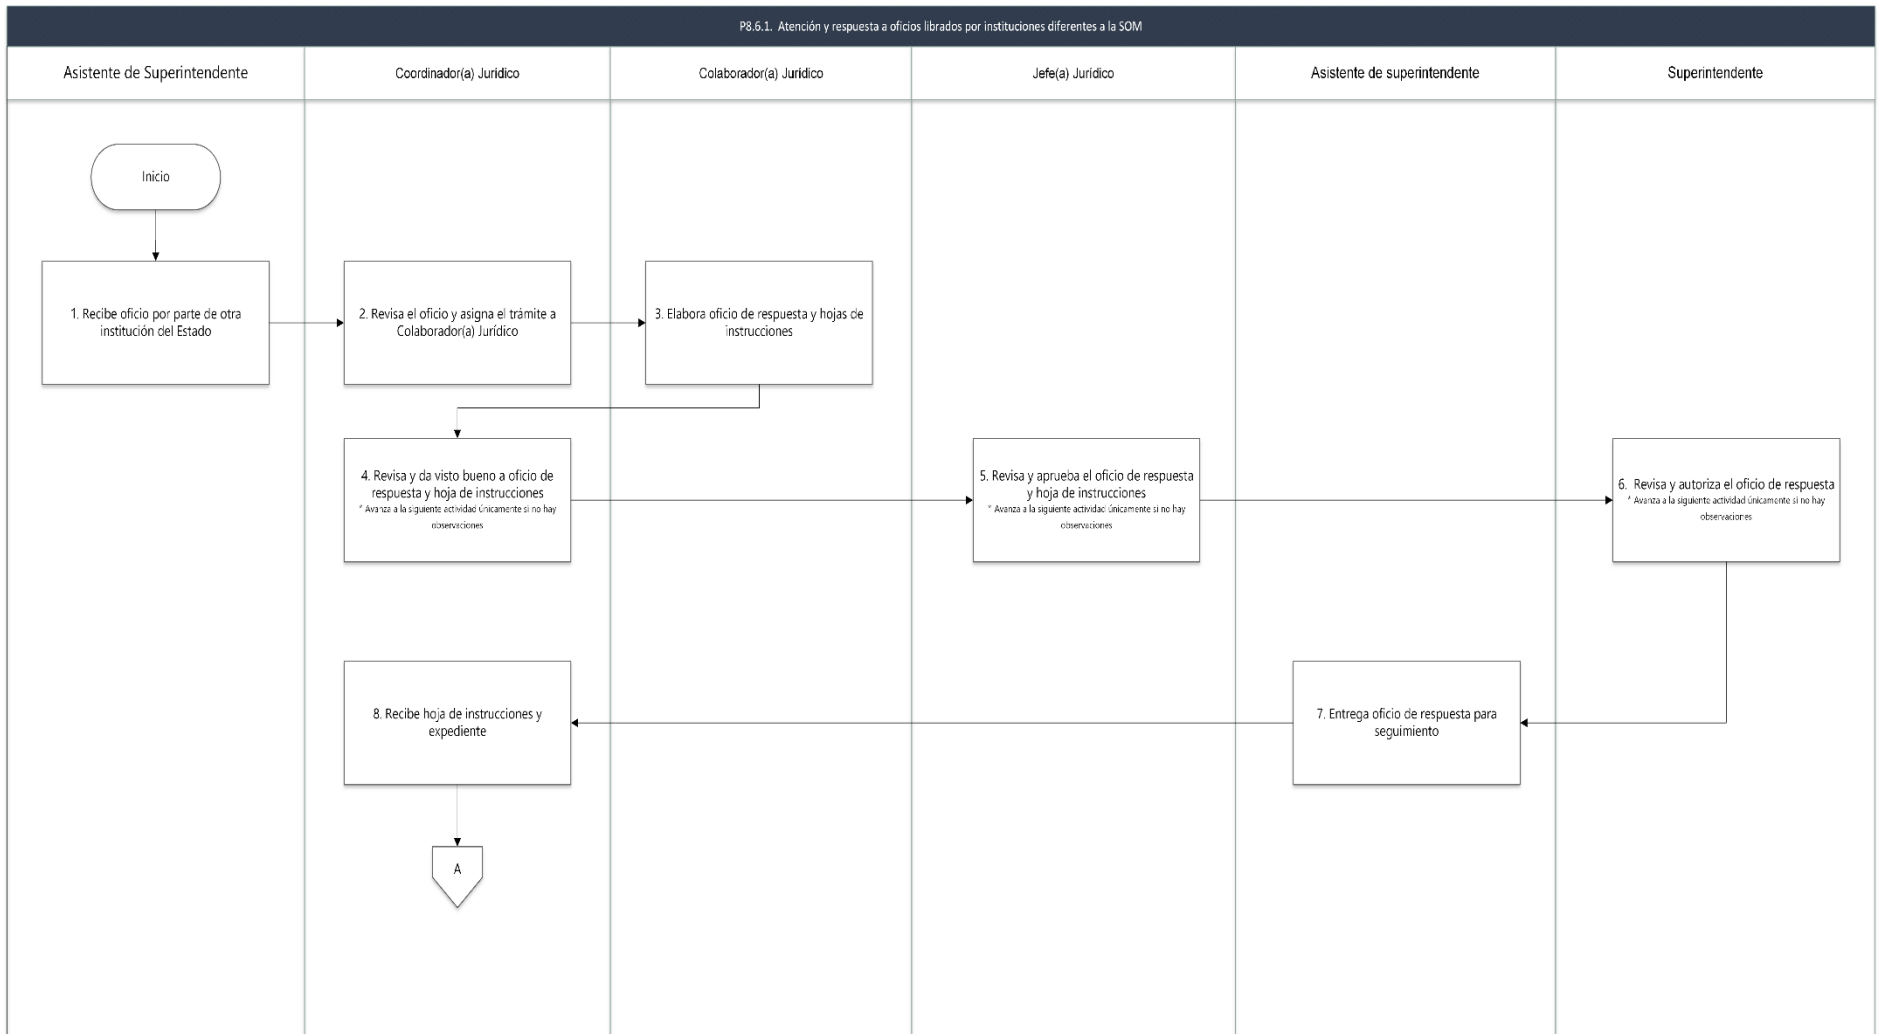 P8.6.1. Atención y respuesta a oficios librados por instituciones diferentes a la SOM
Asistente de Superintendente
Coordinador(a) Jurídico
Colaborador(a) Jurídico
Jefe(a) Jurídico
Asistente de superintendente
Superintendente
Inicio
1. Recibe oficio por parte de otra
institución del Estado
2. Revisa el oficio y asigna el trámite a
Colaborador(a) Jurídico
3. Elabora oficio de respuesta y hojas de
instrucciones
4. Revisa y da visto bueno a oficio de
respuesta y hoja de instrucciones
* Avanza a la siguiente actividad únicamente si no hay
observaciones
5. Revisa y aprueba el oficio de respuesta
y hoja de instrucciones
* Avanza a la siguiente actividad únicamente si no hay
observaciones
6. Revisa y autoriza el oficio de respuesta
* Avanza a la siguiente actividad únicamente si no hay
observaciones
8. Recibe hoja de instrucciones y
expediente
7. Entrega oficio de respuesta para
seguimiento
A